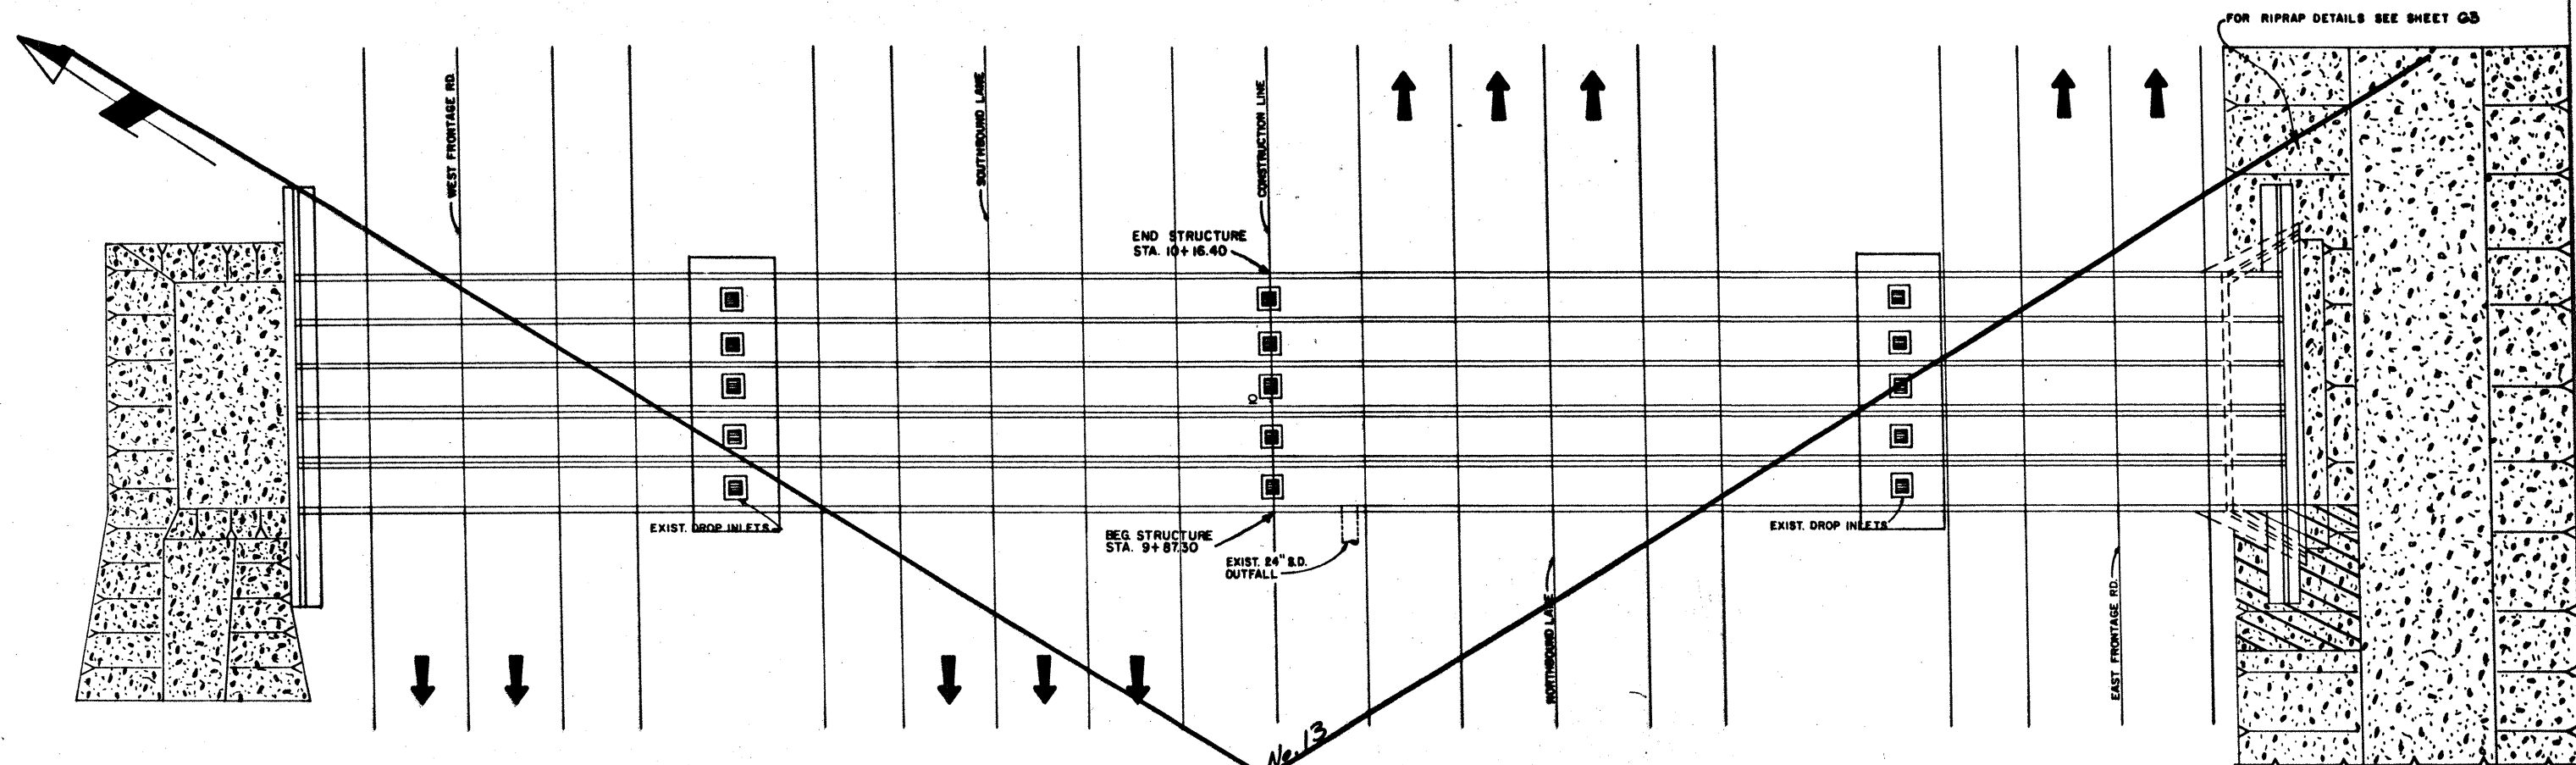 FOR RIPRAP DETAILS SEE SHEET G3
WEST FRONTAGE RD.
SOUTHBOUND LANE
CONSTRUCTION LINE
END STRUCTURE
STA. 10+16.40
10
EXIST. DROP INLETS
BEG. STRUCTURE
STA. 9+87.30
EXIST. 24" S.D.
OUTFALL
EXIST. DROP INLETS
NORTHBOUND LANE
EAST FRONTAGE RD.
No. 13